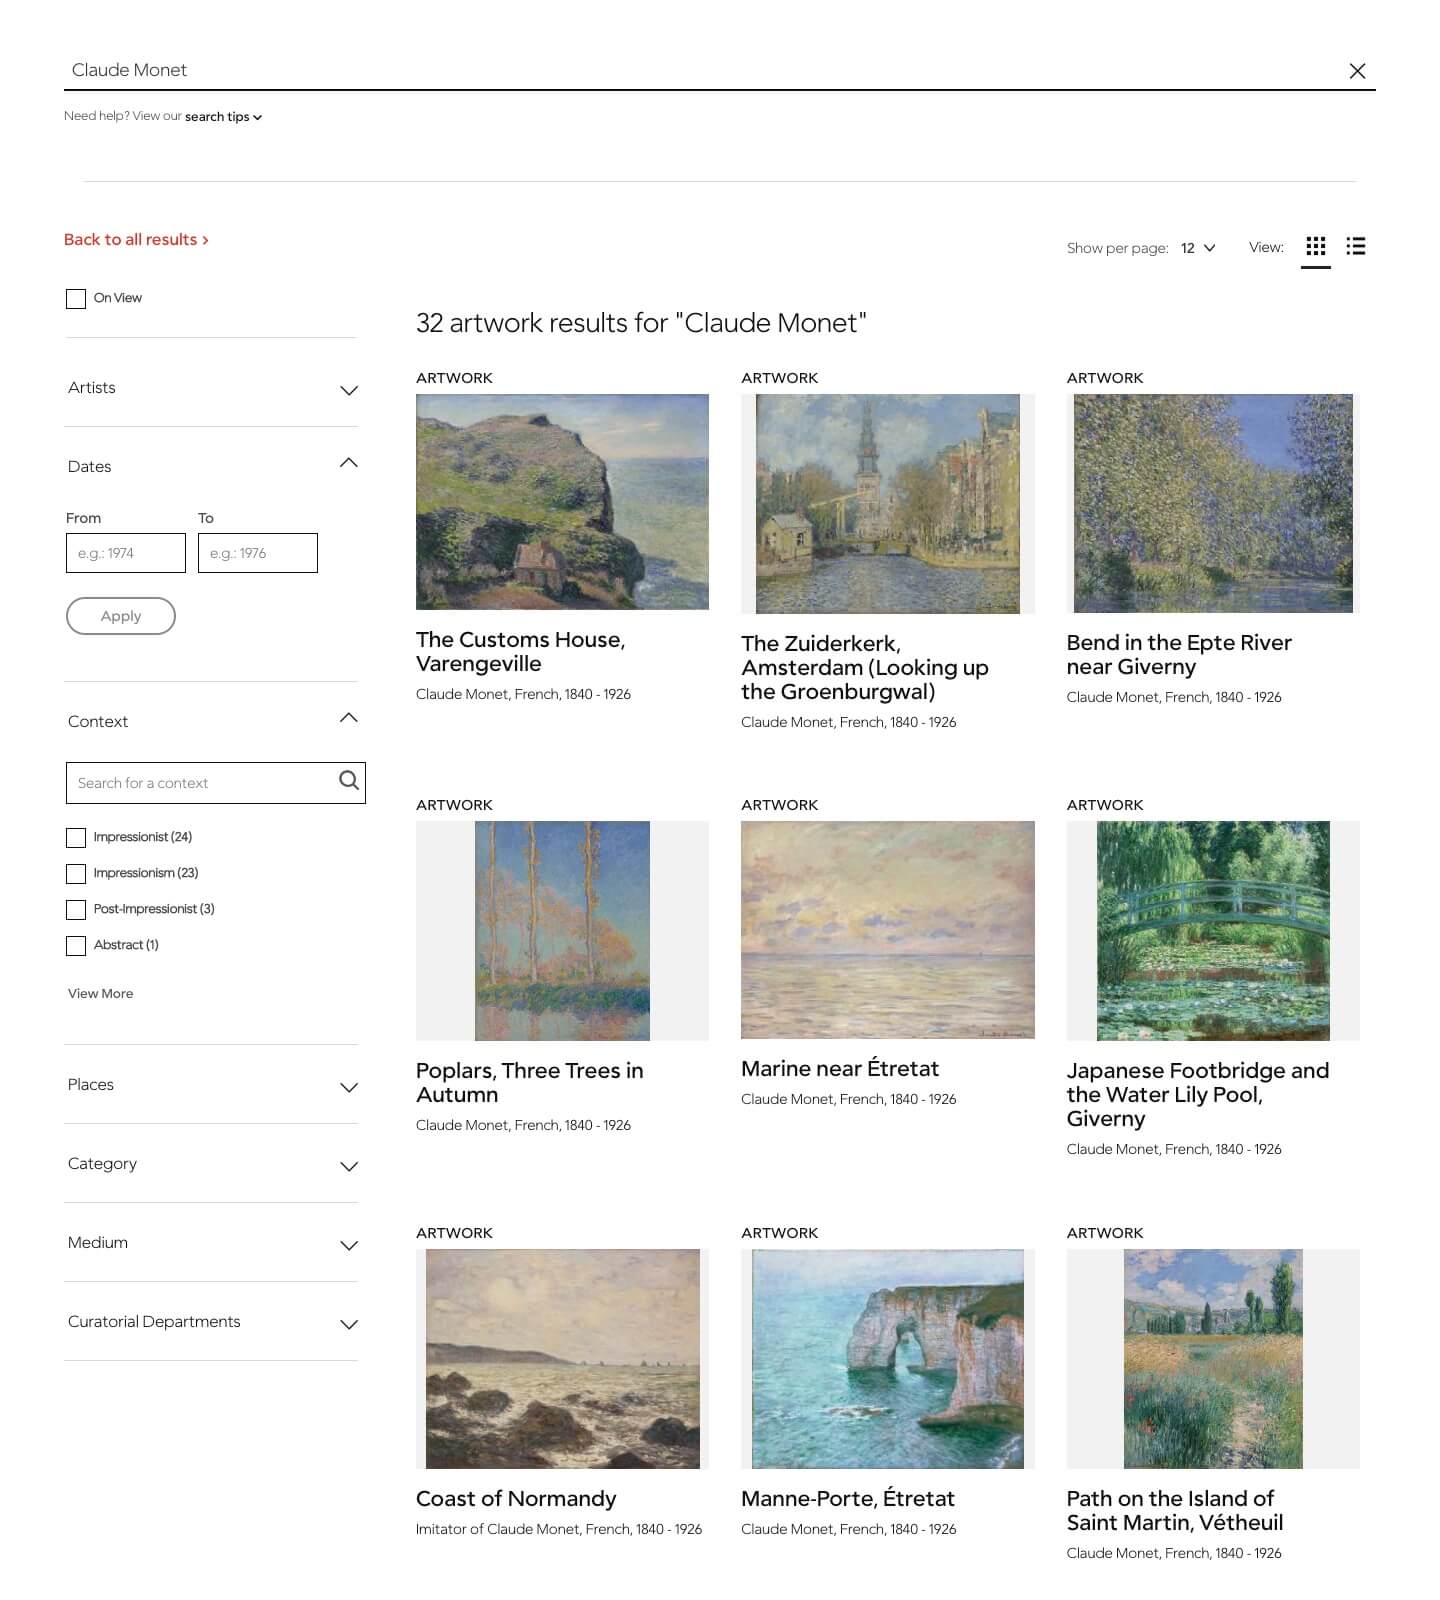 Claude Monet
Need help? View our search tips
Back to all results
Show per page: 12 View:
On View
32 artwork results for "Claude Monet"
Artists
Dates
From To
e.g.: 1974 e.g.: 1976
Apply
Context
Search for a context
Impressionist (24)
Impressionism (23)
Post-Impressionist (3)
Abstract (1)
View More
Places
Category
Medium
Curatorial Departments
ARTWORK
The Customs House,
Varengeville
Claude Monet, French, 1840 - 1926
ARTWORK
The Zuiderkerk,
Amsterdam (Looking up
the Groenburgwal)
Claude Monet, French, 1840 - 1926
ARTWORK
Bend in the Epte River
near Giverny
Claude Monet, French, 1840 - 1926
ARTWORK
Poplars, Three Trees in
Autumn
Claude Monet, French, 1840 - 1926
ARTWORK
Marine near Étretat
Claude Monet, French, 1840 - 1926
ARTWORK
Japanese Footbridge and
the Water Lily Pool,
Giverny
Claude Monet, French, 1840 - 1926
ARTWORK
Coast of Normandy
Imitator of Claude Monet, French, 1840 - 1926
ARTWORK
Manne-Porte, Étretat
Claude Monet, French, 1840 - 1926
ARTWORK
Path on the Island of
Saint Martin, Vétheuil
Claude Monet, French, 1840 - 1926